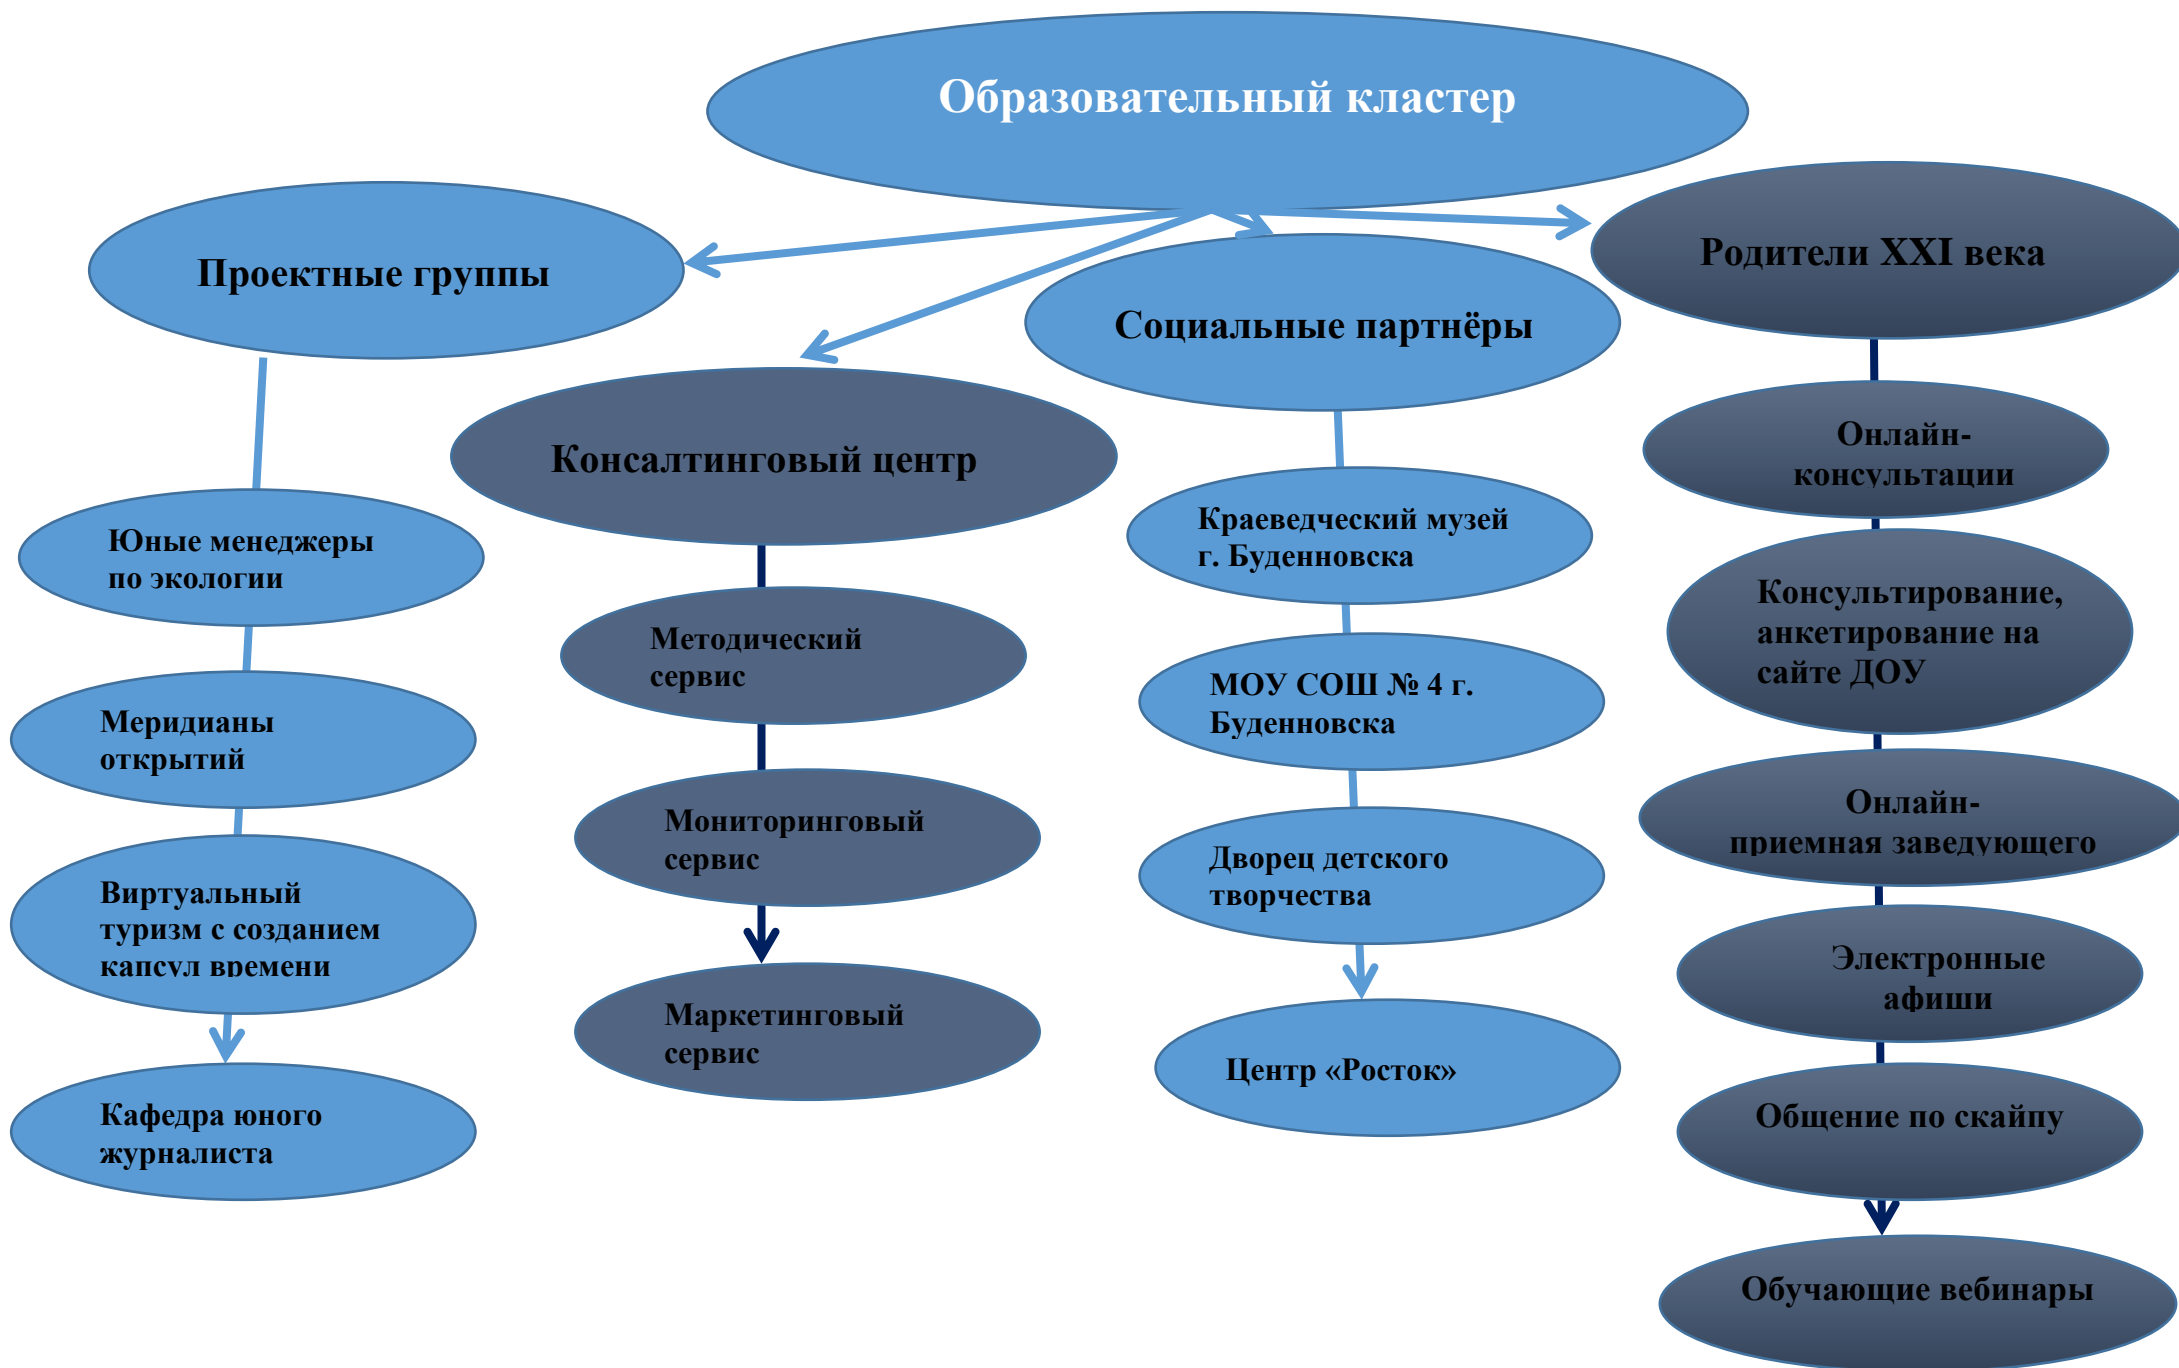 Образовательный кластер
Проектные группы
Юные менеджеры
по экологии
Меридианы
открытий
Виртуальный
туризм с созданием
капсул времени
Кафедра юного
журналиста
Консалтинговый центр
Методический
сервис
Мониторинговый
сервис
Маркетинговый
сервис
Социальные партнёры
Краеведческий музей
г. Буденновска
МОУ СОШ № 4 г.
Буденновска
Дворец детского
творчества
Центр «Росток»
Родители XXI века
Онлайн-
консультации
Консультирование,
анкетирование на
сайте ДОУ
Онлайн-
приемная заведующего
Электронные
афиши
Общение по скайпу
Обучающие вебинары